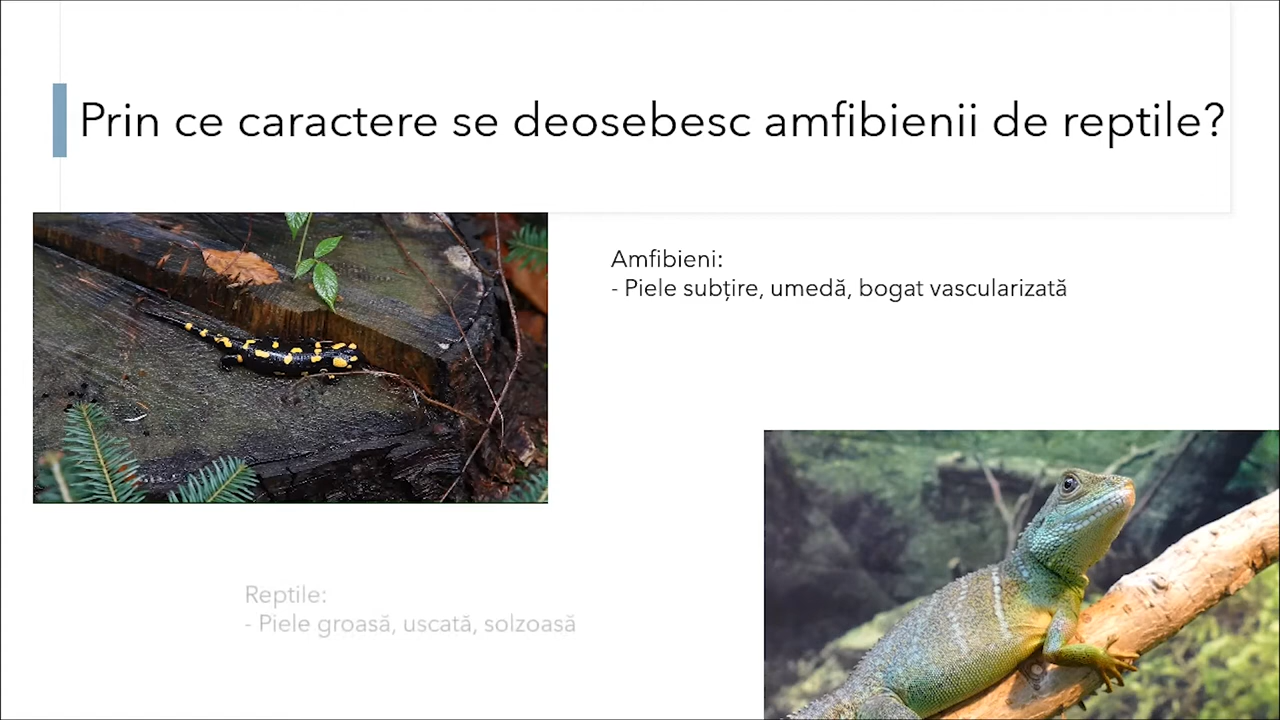 Prin ce caractere se deosebesc amfibienii de reptile?
Amfibieni:
- Piele subțire, umedă, bogat vascularizată
Reptile:
- Piele groasă, uscată, solzoasă